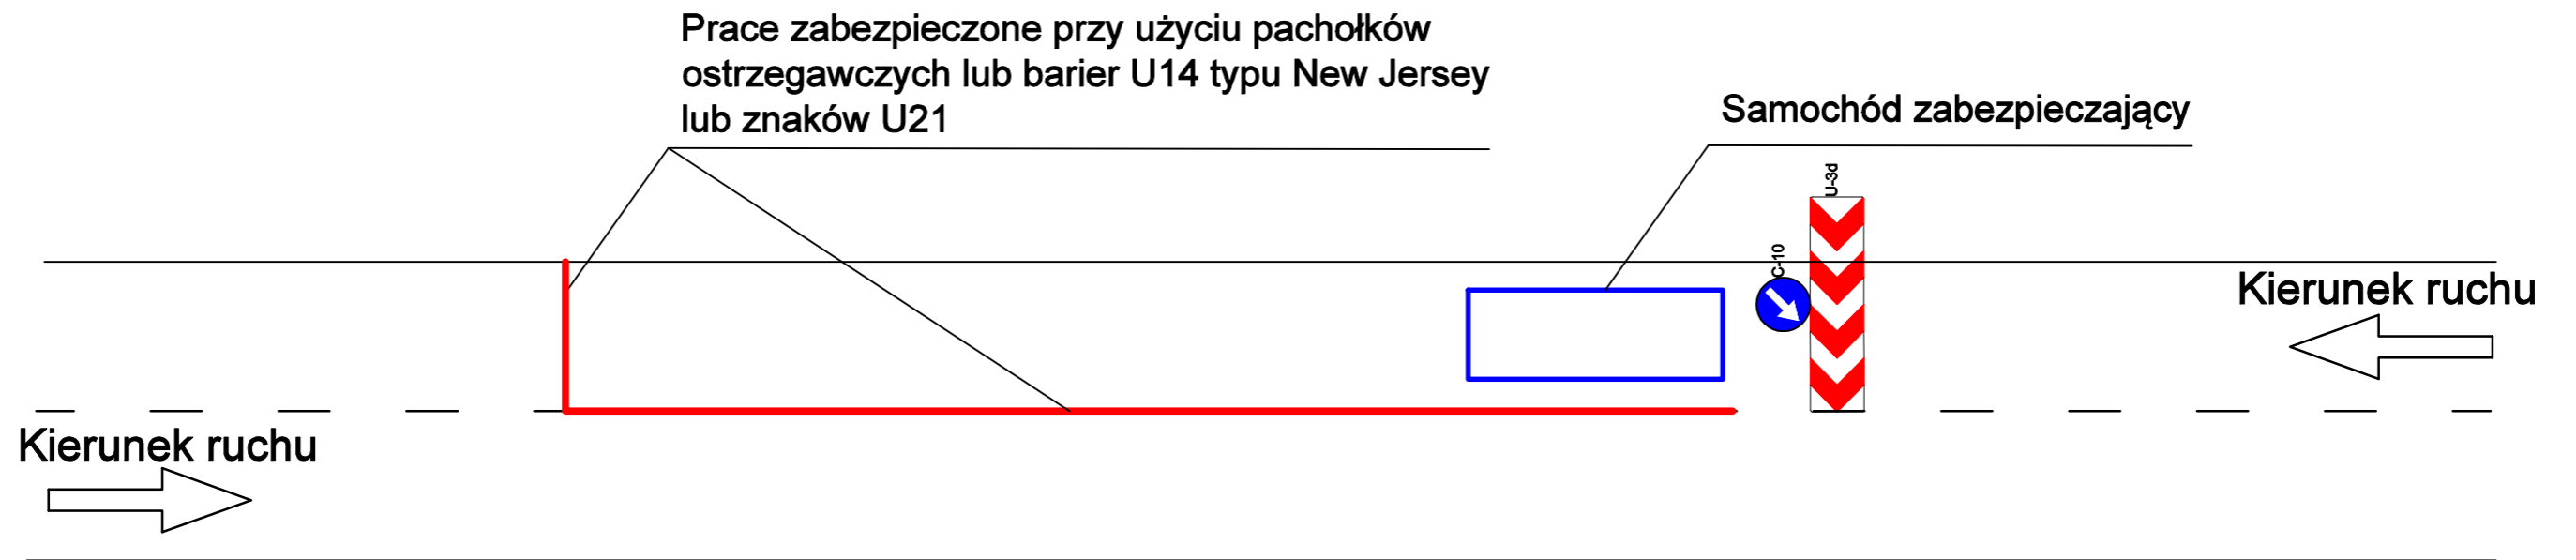 Prace zabezpieczone przy użyciu pachołków
ostrzegawczych lub barier U14 typu New Jersey
lub znaków U21
Samochód zabezpieczający
U-3d
C-10
Kierunek ruchu
Kierunek ruchu